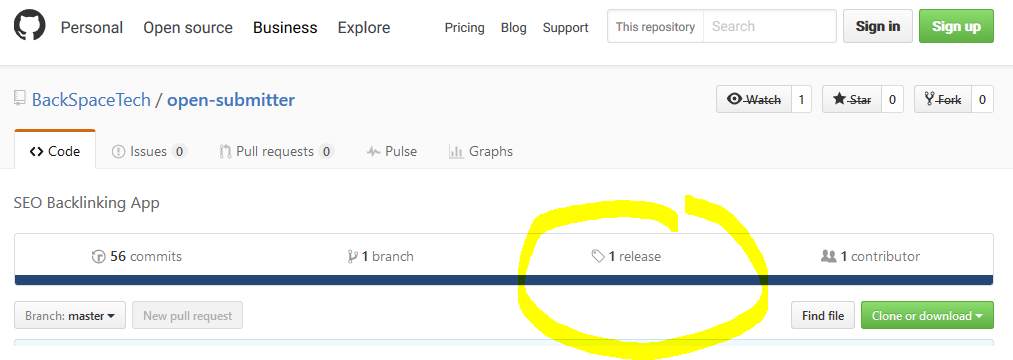 Personal Open source Business Explore Pricing Blog Support This repository Search Sign in Sign up
BackSpaceTech / open-submitter Watch 1 Star 0 Fork 0
Code Issues 0 Pull requests 0 Pulse Graphs
SEO Backlinking App
56 commits 1 branch 1 release 1 contributor
Branch: master New pull request Find file Clone or download